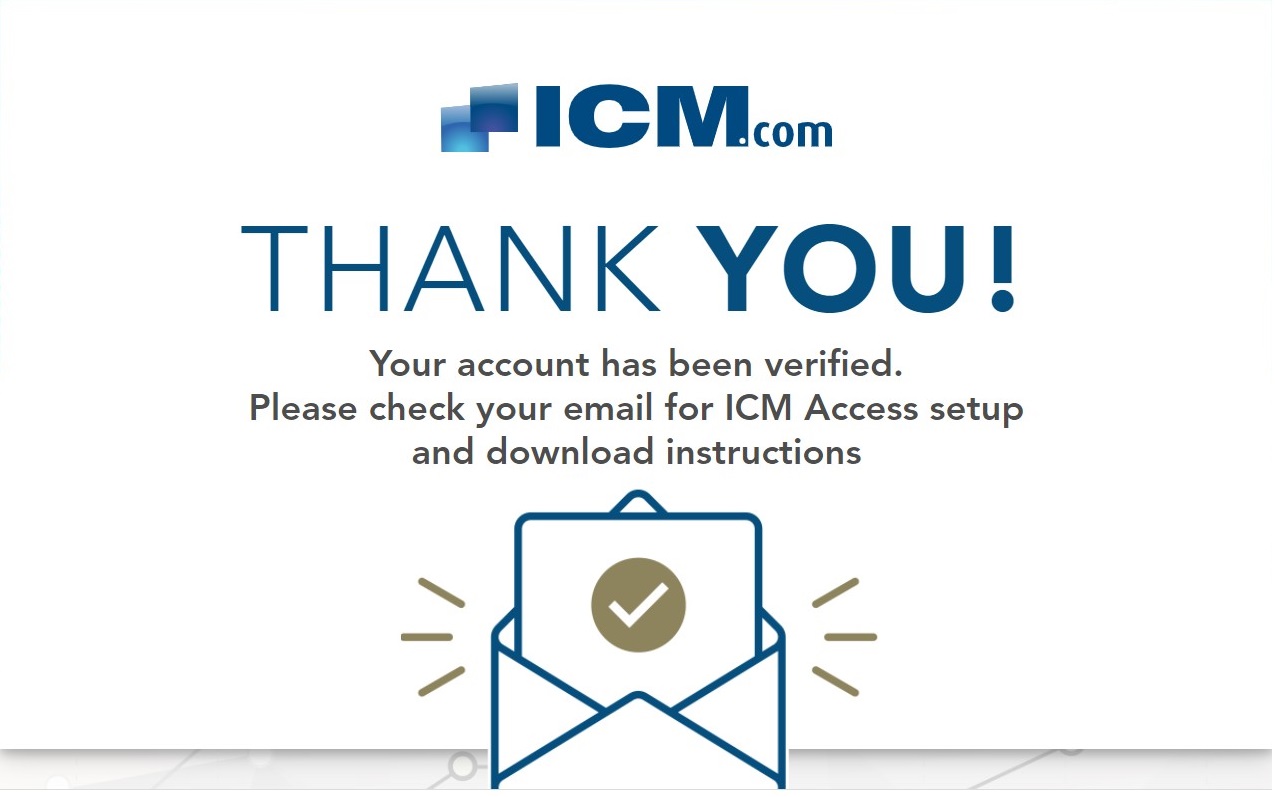 ICM.com
THANK YOU!
Your account has been verified.
Please check your email for ICM Access setup
and download instructions